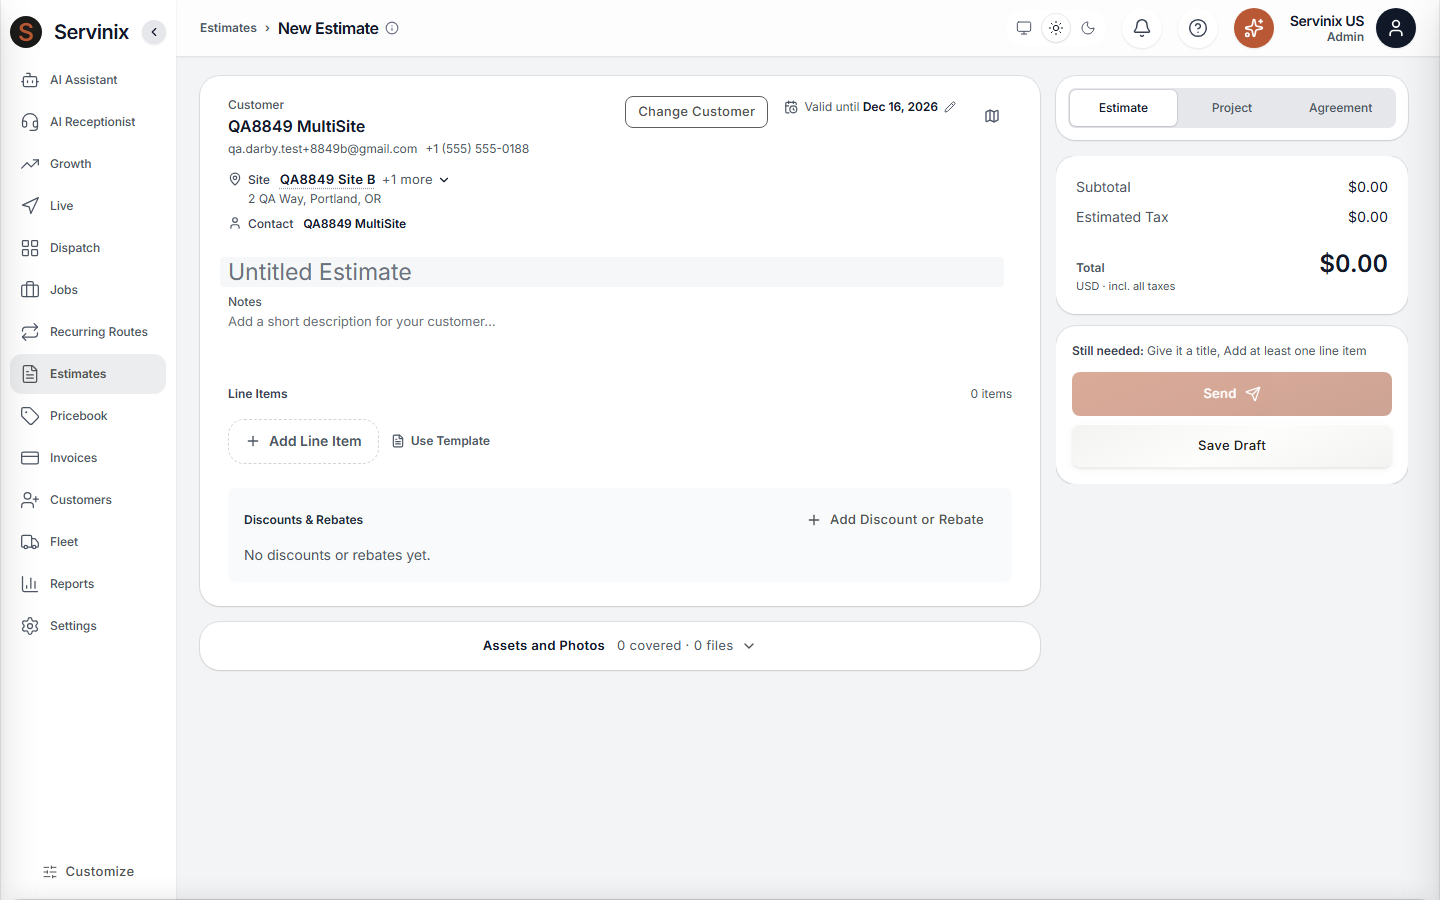 Servinix
AI Assistant
AI Receptionist
Growth
Live
Dispatch
Jobs
Recurring Routes
Estimates
Pricebook
Invoices
Customers
Fleet
Reports
Settings
Customize
Estimates › New Estimate
Servinix US
Admin
Customer
QA8849 MultiSite
qa.darby.test+8849b@gmail.com +1 (555) 555-0188
Change Customer
Valid until Dec 16, 2026
Site QA8849 Site B +1 more
2 QA Way, Portland, OR
Contact QA8849 MultiSite
Untitled Estimate
Notes
Add a short description for your customer...
Line Items 0 items
+ Add Line Item Use Template
Discounts & Rebates + Add Discount or Rebate
No discounts or rebates yet.
Assets and Photos 0 covered · 0 files
Estimate Project Agreement
Subtotal $0.00
Estimated Tax $0.00
Total $0.00
USD · incl. all taxes
Still needed: Give it a title, Add at least one line item
Send
Save Draft